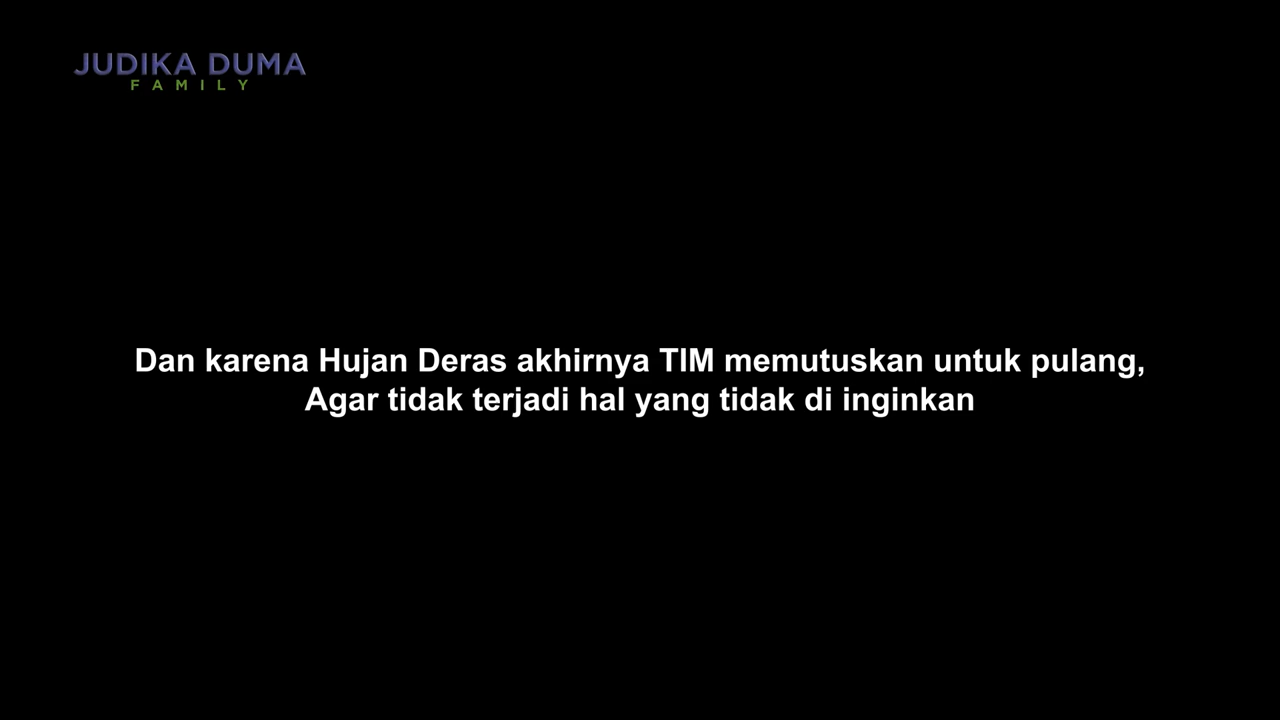 JUDIKA DUMA
FAMILY
Dan karena Hujan Deras akhirnya TIM memutuskan untuk pulang,
Agar tidak terjadi hal yang tidak di inginkan